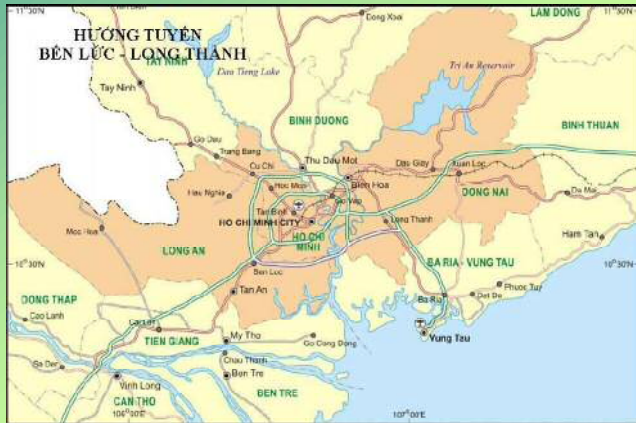 11°30'N
HƯỚNG TUYẾN
BẾN LỨC - LONG THÀNH
TAY NINH
Tay Ninh
Dau Tieng Lake
Dong Xoai
LAM DONG
11°30'N
Tri An Reservoir
BINH DUONG
BINH THUAN
Go Dau
Trang Bang
Cu Chi
Thu Dau Mot
Dau Giay
Xuan Loc
Hau Nghia
Hoc Mon
Bien Hoa
Go Vap
DONG NAI
Tan Binh
HO CHI MINH CITY
HO CHI MINH
Long Thanh
Moc Hoa
LONG AN
Ham Tan
10°30'N
Ben Luc
BA RIA - VUNG TAU
10°30'N
DONG THAP
Tan An
Ba Ria
Dat Do
Phuoc Tuy
Cao Lanh
Cai Lay
My Tho
Go Cong Dong
Vung Tau
TIEN GIANG
Sa Dec
Chau Thanh
Vinh Long
Ben Tre
CAN THO
BEN TRE
106°00'E
107°00'E